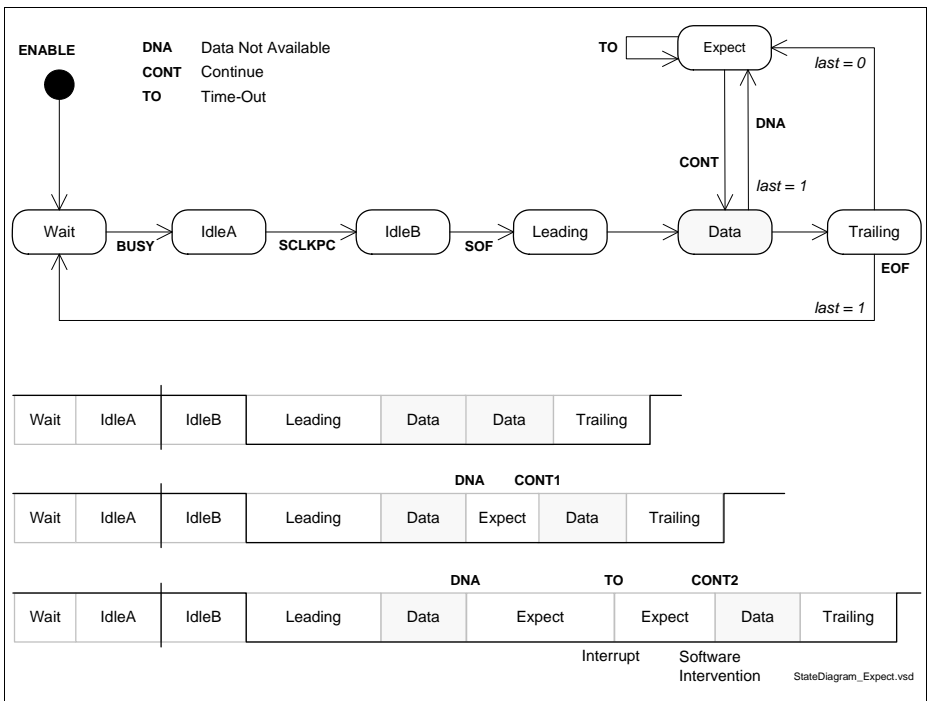 ENABLE
DNA Data Not Available
CONT Continue
TO Time-Out
TO
Expect
last = 0
DNA
CONT
last = 1
Wait
BUSY
IdleA
SCLKPC
IdleB
SOF
Leading
Data
Trailing
EOF
last = 1
Wait IdleA IdleB Leading Data Data Trailing
DNA CONT1
Wait IdleA IdleB Leading Data Expect Data Trailing
DNA TO CONT2
Wait IdleA IdleB Leading Data Expect Expect Data Trailing
Interrupt
Software
Intervention
StateDiagram_Expect.vsd